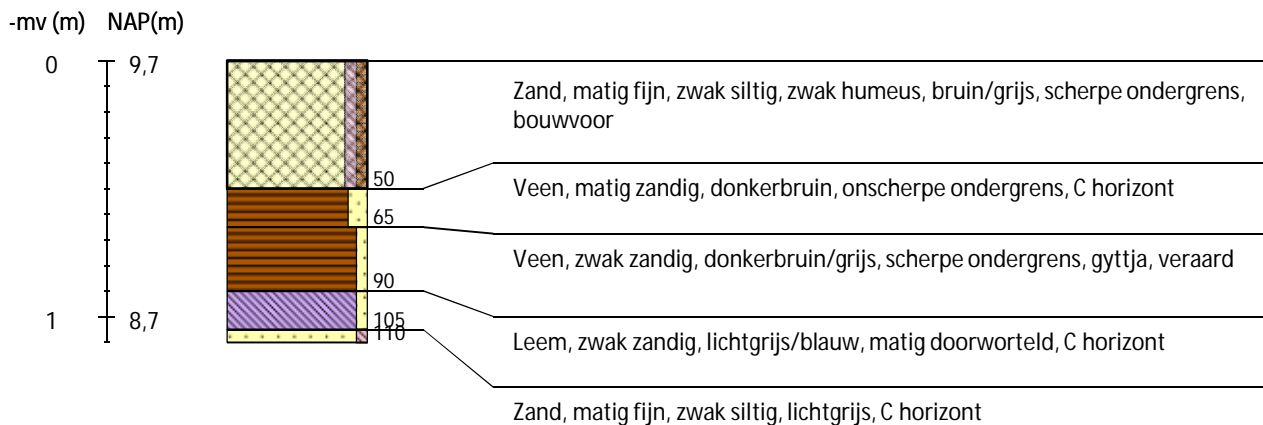 -mv (m) NAP(m)
0 9,7
Zand, matig fijn, zwak siltig, zwak humeus, bruin/grijs, scherpe ondergrens,
bouwvoor
50
Veen, matig zandig, donkerbruin, onscherpe ondergrens, C horizont
65
Veen, zwak zandig, donkerbruin/grijs, scherpe ondergrens, gyttja, veraard
90
1 8,7
105
110
Leem, zwak zandig, lichtgrijs/blauw, matig doorworteld, C horizont
Zand, matig fijn, zwak siltig, lichtgrijs, C horizont